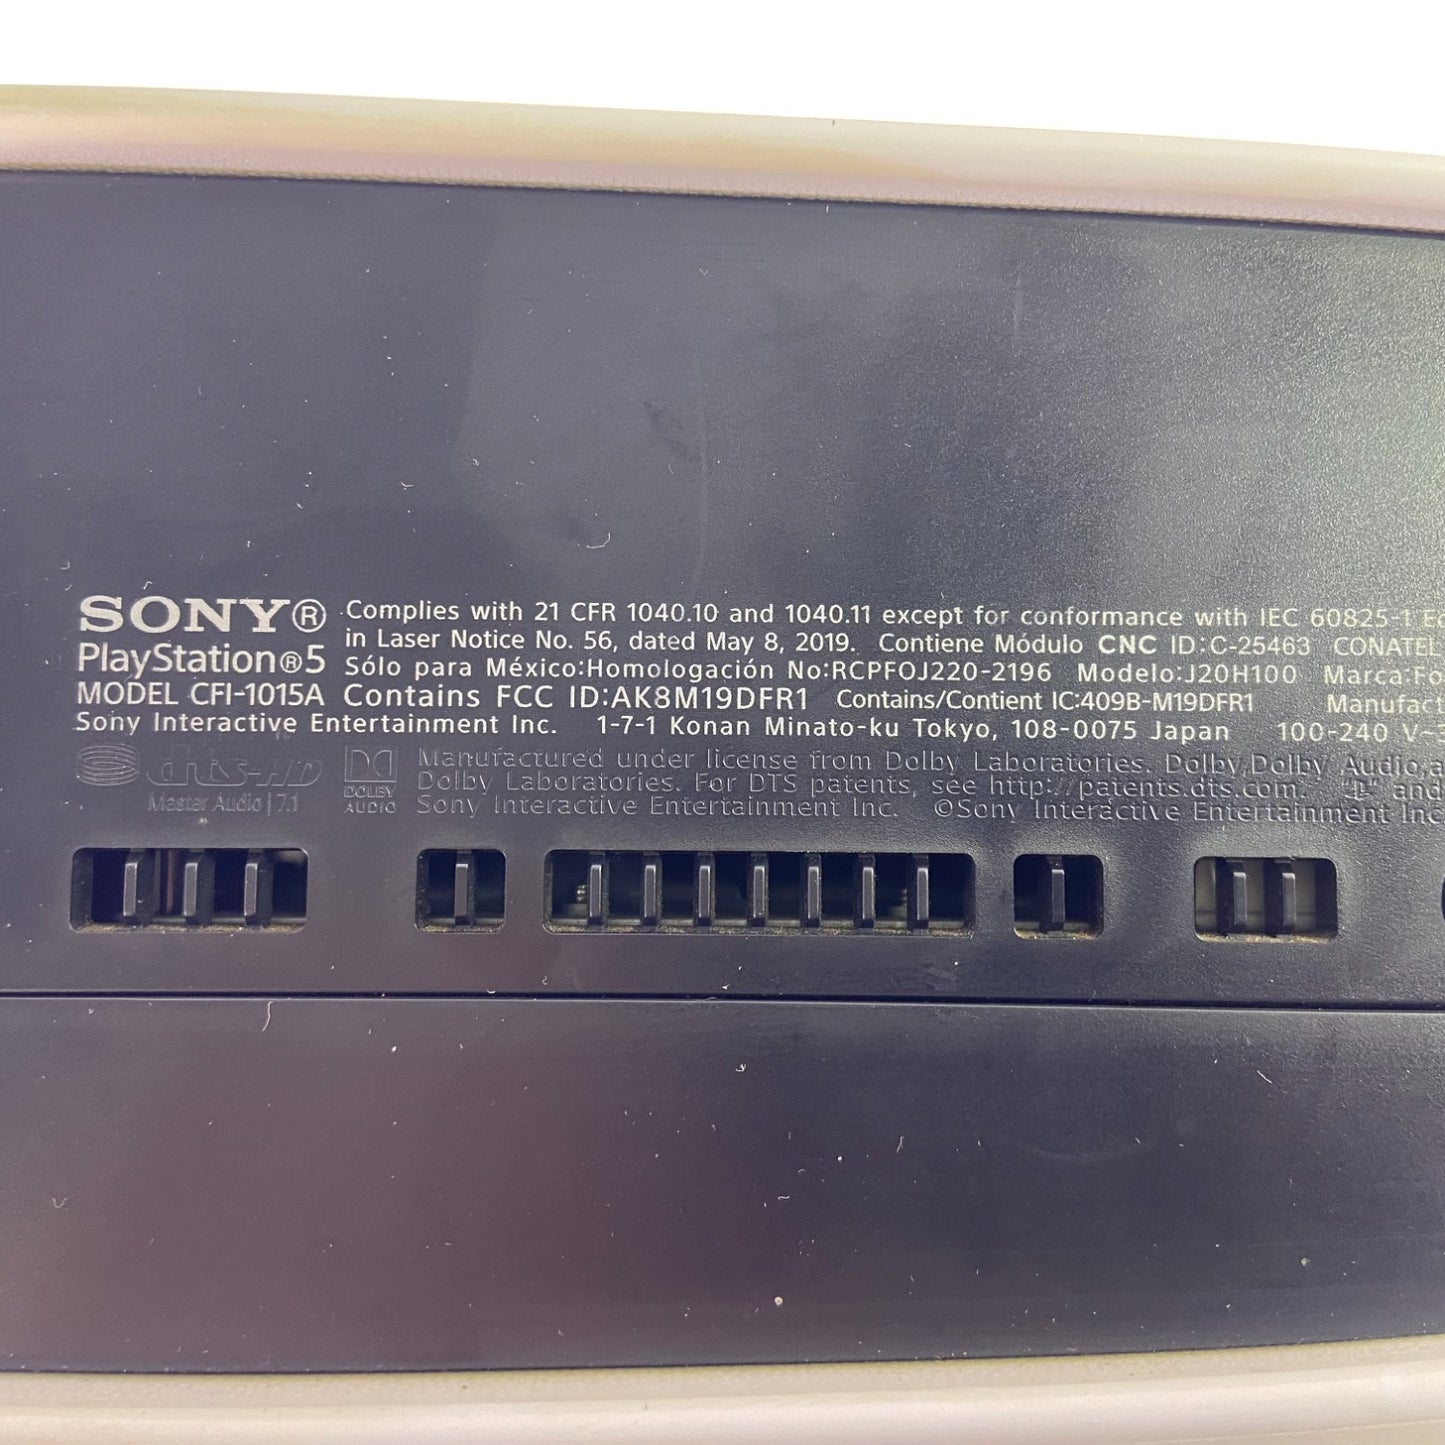 SONY® Complies with 21 CFR 1040.10 and 1040.11 except for conformance with IEC 60825-1
PlayStation®5 in Laser Notice No. 56, dated May 8, 2019. Contiene Módulo CNC ID:C-25463 CONATEL
Sólo para México:Homologación No:RCPFOJ220-2196 Modelo:J20H100 Marca:
MODEL CFI-1015A Contains FCC ID:AK8M19DFR1 Contains/Contient IC:409B-M19DFR1
Sony Interactive Entertainment Inc. 1-7-1 Konan Minato-ku Tokyo, 108-0075 Japan 100-240 V~
dts-HD Manufactured under license from Dolby Laboratories. Dolby,Dolby Audio,
Master Audio | 7.1 DOLBY AUDIO Dolby Laboratories. For DTS patents, see http://patents.dts.com. and
Sony Interactive Entertainment Inc. ©Sony Interactive Entertainment Inc